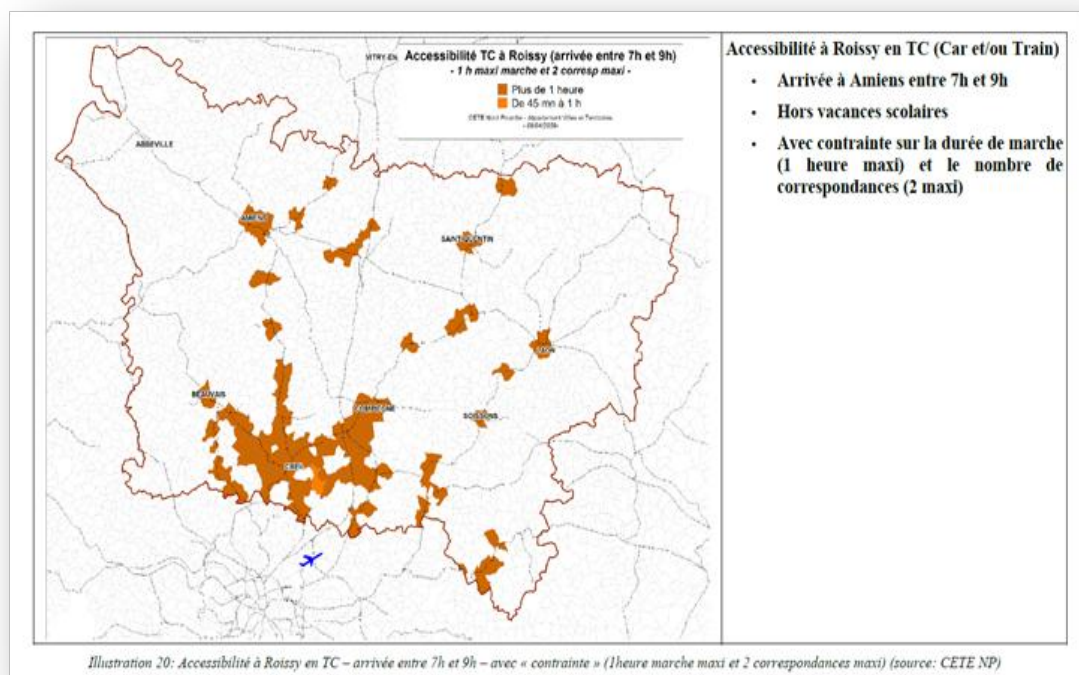 VITRY-EN
Accessibilité TC à Roissy (arrivée entre 7h et 9h)
- 1 h maxi marche et 2 corresp maxi -
Plus de 1 heure
De 45 mn à 1 h
ABBEVILLE
AMIENS
SAINT-QUENTIN
LAON
BEAUVAIS
COMPIEGNE
SOISSONS
CREIL
Accessibilité à Roissy en TC (Car et/ou Train)
• Arrivée à Amiens entre 7h et 9h
• Hors vacances scolaires
• Avec contrainte sur la durée de marche
(1 heure maxi) et le nombre de
correspondances (2 maxi)
Illustration 20: Accessibilité à Roissy en TC – arrivée entre 7h et 9h – avec « contrainte » (1heure marche maxi et 2 correspondances maxi) (source: CETE NP)